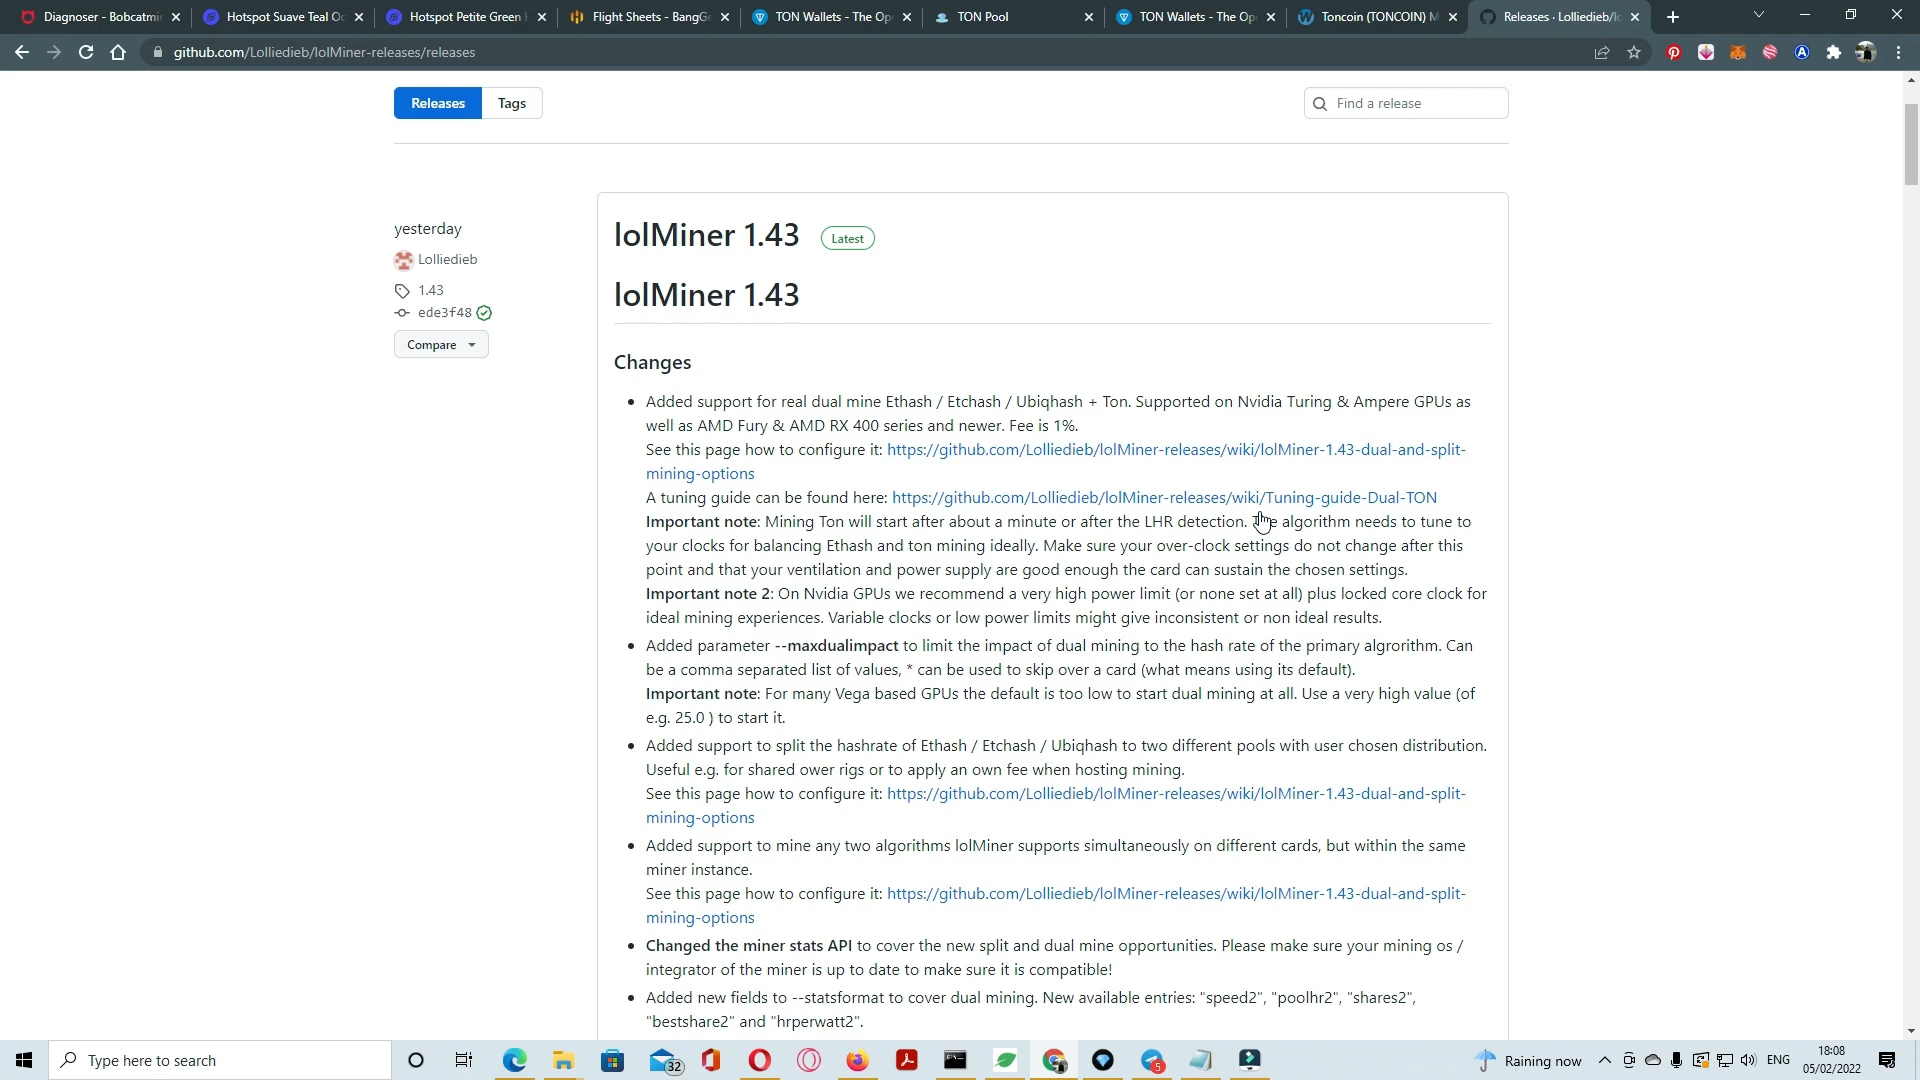 Diagnoser - Bobcatmi
Hotspot Suave Teal Oc
Hotspot Petite Green H
Flight Sheets - BangGe
TON Wallets - The Ope
TON Pool
TON Wallets - The Ope
Toncoin (TONCOIN) M
Releases · Lolliedieb/lo
github.com/Lolliedieb/lolMiner-releases/releases
Releases
Tags
Find a release
yesterday
Lolliedieb
1.43
ede3f48
Compare
lolMiner 1.43
Latest
lolMiner 1.43
Changes
• Added support for real dual mine Ethash / Etchash / Ubiqhash + Ton. Supported on Nvidia Turing & Ampere GPUs as
well as AMD Fury & AMD RX 400 series and newer. Fee is 1%.
See this page how to configure it: https://github.com/Lolliedieb/lolMiner-releases/wiki/lolMiner-1.43-dual-and-split-
mining-options
A tuning guide can be found here: https://github.com/Lolliedieb/lolMiner-releases/wiki/Tuning-guide-Dual-TON
Important note: Mining Ton will start after about a minute or after the LHR detection. The algorithm needs to tune to
your clocks for balancing Ethash and ton mining ideally. Make sure your over-clock settings do not change after this
point and that your ventilation and power supply are good enough the card can sustain the chosen settings.
Important note 2: On Nvidia GPUs we recommend a very high power limit (or none set at all) plus locked core clock for
ideal mining experiences. Variable clocks or low power limits might give inconsistent or non ideal results.
• Added parameter --maxdualimpact to limit the impact of dual mining to the hash rate of the primary algrorithm. Can
be a comma separated list of values, * can be used to skip over a card (what means using its default).
Important note: For many Vega based GPUs the default is too low to start dual mining at all. Use a very high value (of
e.g. 25.0 ) to start it.
• Added support to split the hashrate of Ethash / Etchash / Ubiqhash to two different pools with user chosen distribution.
Useful e.g. for shared ower rigs or to apply an own fee when hosting mining.
See this page how to configure it: https://github.com/Lolliedieb/lolMiner-releases/wiki/lolMiner-1.43-dual-and-split-
mining-options
• Added support to mine any two algorithms lolMiner supports simultaneously on different cards, but within the same
miner instance.
See this page how to configure it: https://github.com/Lolliedieb/lolMiner-releases/wiki/lolMiner-1.43-dual-and-split-
mining-options
• Changed the miner stats API to cover the new split and dual mine opportunities. Please make sure your mining os /
integrator of the miner is up to date to make sure it is compatible!
• Added new fields to --statsformat to cover dual mining. New available entries: "speed2", "poolhr2", "shares2",
"bestshare2" and "hrperwatt2".
Type here to search
32
5
Raining now
ENG
18:08
05/02/2022